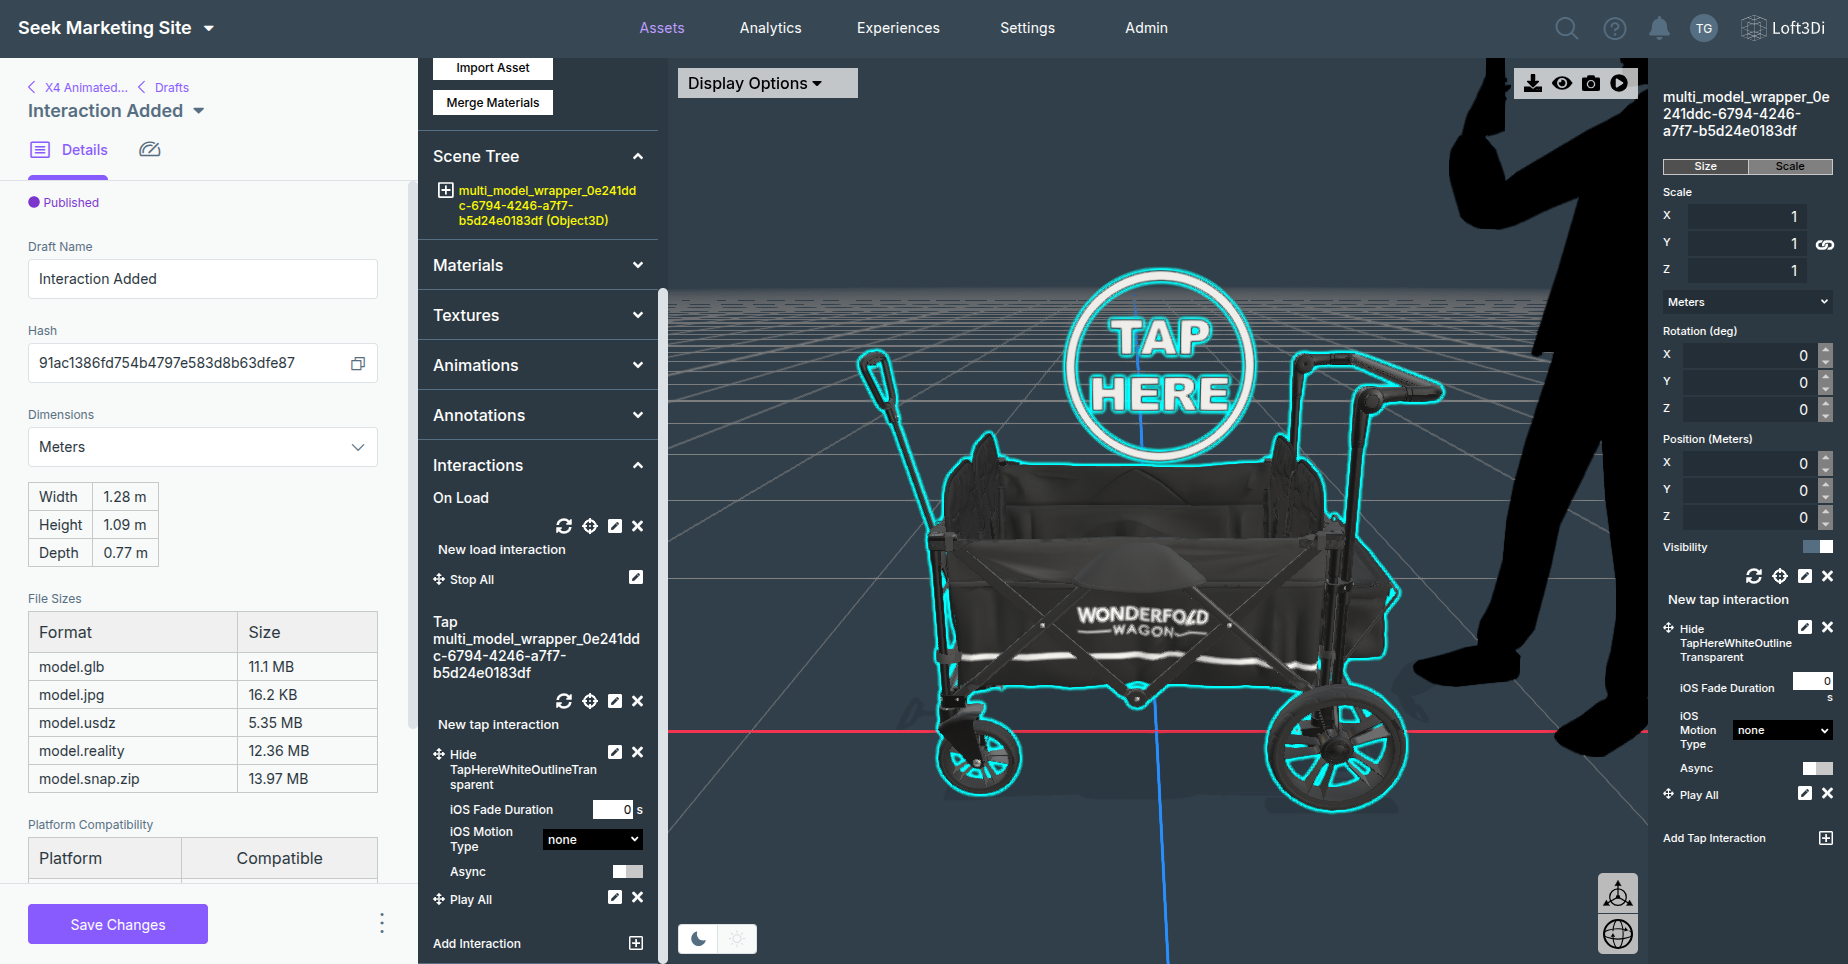 Seek Marketing Site
Assets
Analytics
Experiences
Settings
Admin
TG
Loft3Di
X4 Animated...
Drafts
Interaction Added
Details
Published
Draft Name
Interaction Added
Hash
91ac1386fd754b4797e583d8b63dfe87
Dimensions
Meters
Width 1.28 m
Height 1.09 m
Depth 0.77 m
File Sizes
Format Size
model.glb 11.1 MB
model.jpg 16.2 KB
model.usdz 5.35 MB
model.reality 12.36 MB
model.snap.zip 13.97 MB
Platform Compatibility
Platform Compatible
Save Changes
Import Asset
Merge Materials
Scene Tree
multi_model_wrapper_0e241dd
c-6794-4246-a7f7-
b5d24e0183df (Object3D)
Materials
Textures
Animations
Annotations
Interactions
On Load
New load interaction
Stop All
Tap
multi_model_wrapper_0e241dd
c-6794-4246-a7f7-
b5d24e0183df
New tap interaction
Hide
TapHereWhiteOutlineTran
sparent
iOS Fade Duration 0 s
iOS Motion
Type
none
Async
Play All
Add Interaction
Display Options
TAP
HERE
WONDERFOLD
WAGON
multi_model_wrapper_0e
241ddc-6794-4246-
a7f7-b5d24e0183df
Size Scale
Scale
X 1
Y 1
Z 1
Meters
Rotation (deg)
X 0
Y 0
Z 0
Position (Meters)
X 0
Y 0
Z 0
Visibility
New tap interaction
Hide
TapHereWhiteOutline
Transparent
iOS Fade Duration 0
s
iOS
Motion
Type
none
Async
Play All
Add Tap Interaction